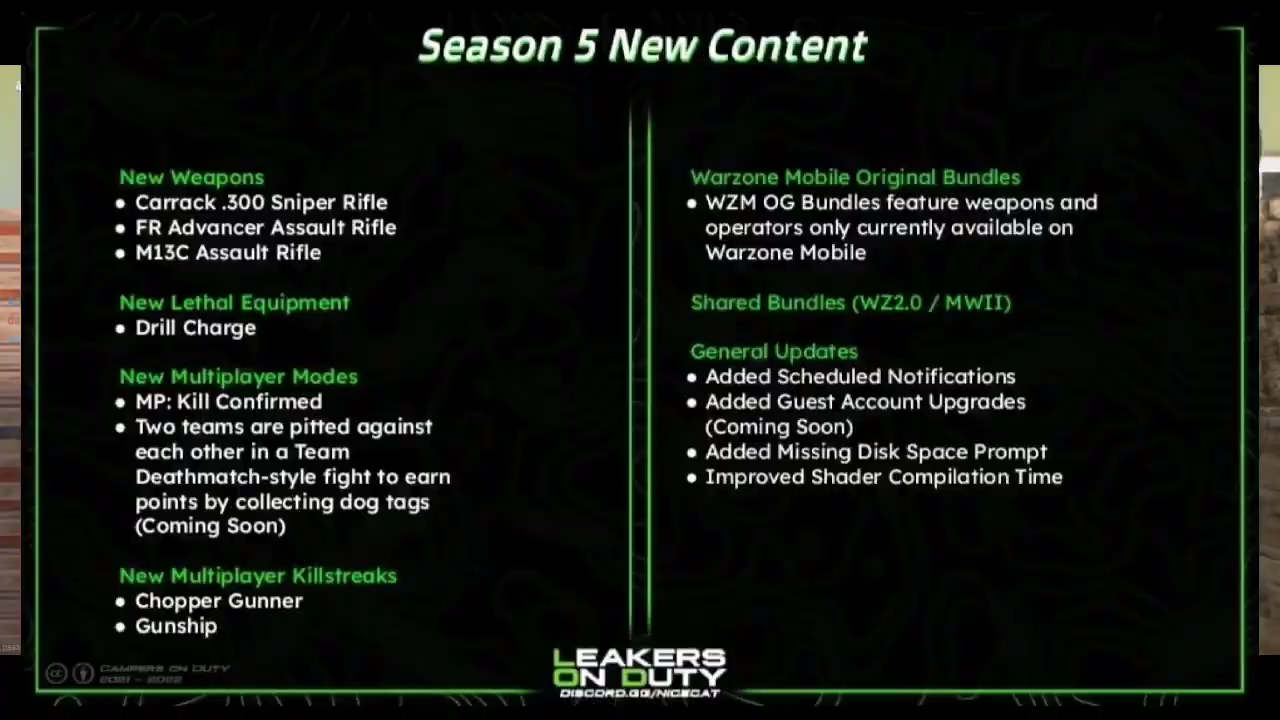 Season 5 New Content
New Weapons
• Carrack .300 Sniper Rifle
• FR Advancer Assault Rifle
• M13C Assault Rifle
New Lethal Equipment
• Drill Charge
New Multiplayer Modes
• MP: Kill Confirmed
• Two teams are pitted against
each other in a Team
Deathmatch-style fight to earn
points by collecting dog tags
(Coming Soon)
New Multiplayer Killstreaks
• Chopper Gunner
• Gunship
Warzone Mobile Original Bundles
• WZM OG Bundles feature weapons and
operators only currently available on
Warzone Mobile
Shared Bundles (WZ2.0 / MWII)
General Updates
• Added Scheduled Notifications
• Added Guest Account Upgrades
(Coming Soon)
• Added Missing Disk Space Prompt
• Improved Shader Compilation Time
CAMPERS ON DUTY
2021 - 2022
LEAKERS
ON DUTY
DISCORD.GG/NICECAT